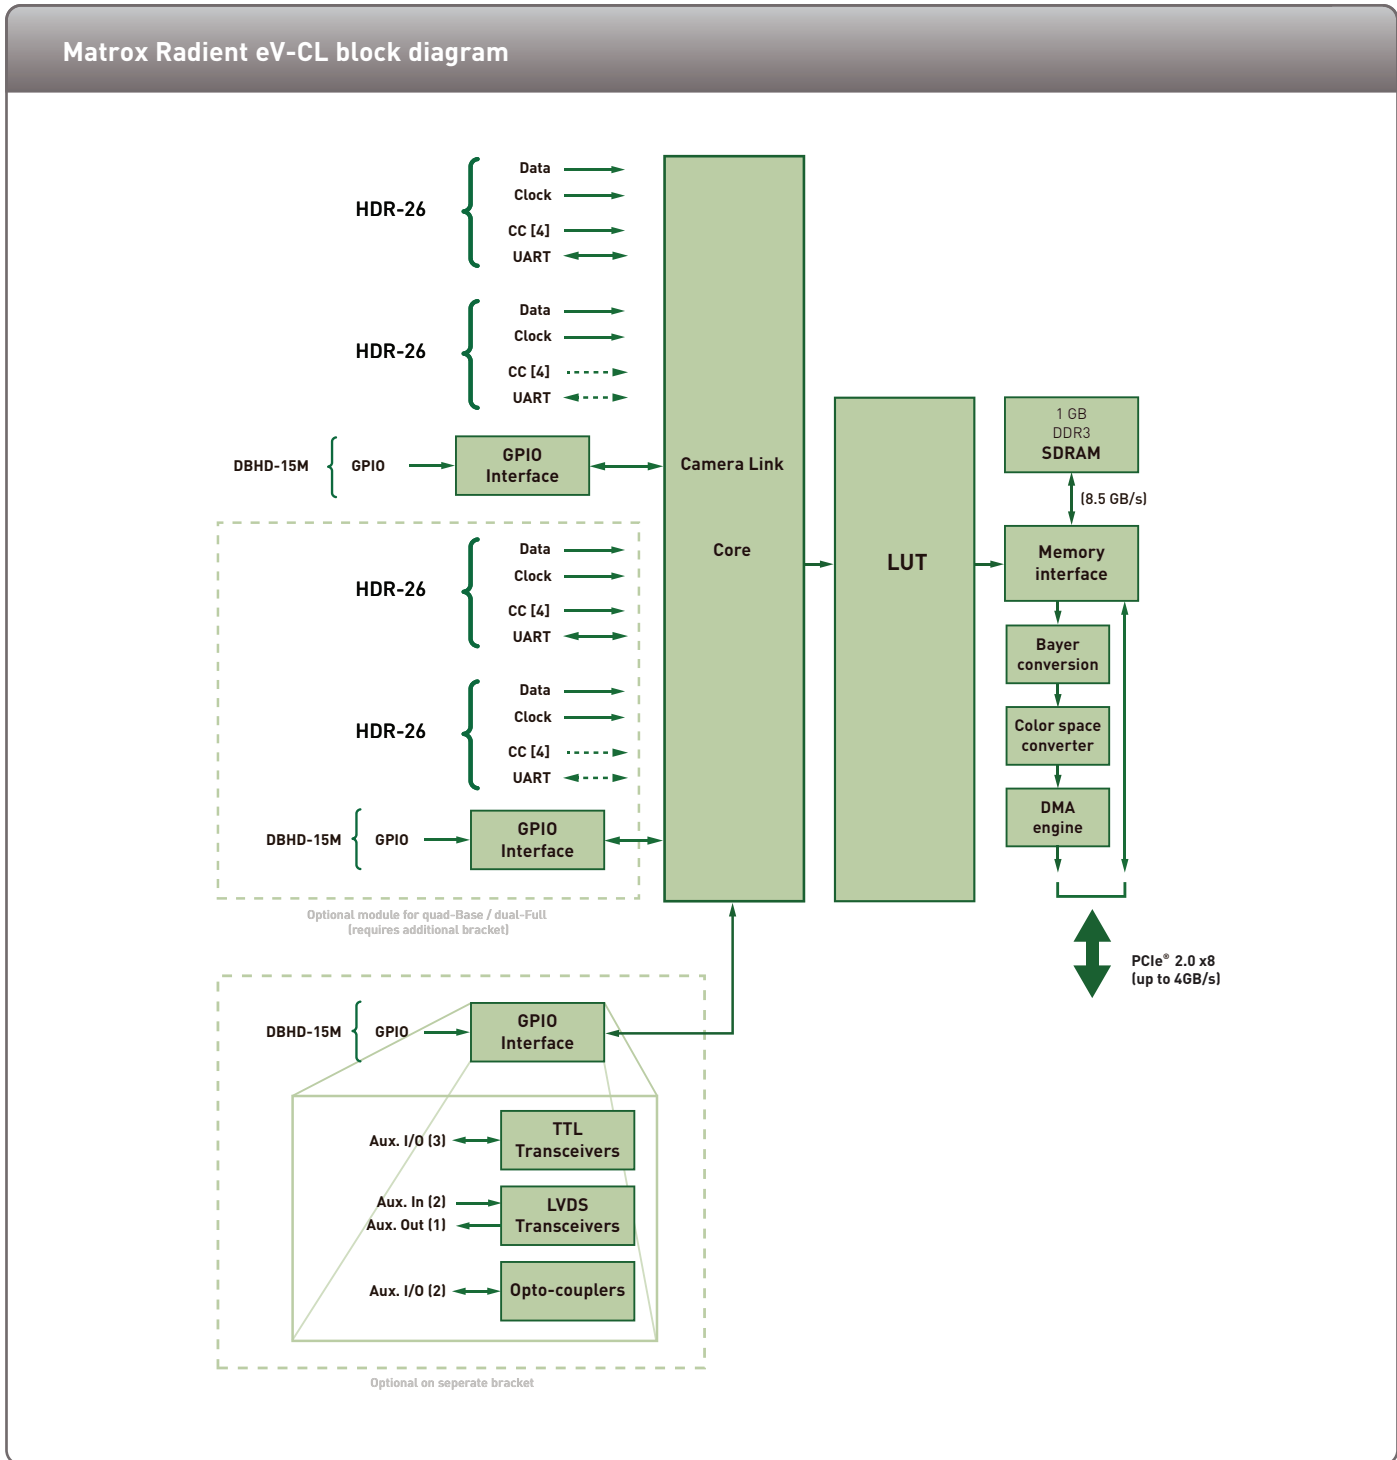 Matrox Radient eV-CL block diagram
HDR-26
Data
Clock
CC [4]
UART
HDR-26
Data
Clock
CC [4]
UART
DBHD-15M
GPIO
GPIO
Interface
HDR-26
Data
Clock
CC [4]
UART
HDR-26
Data
Clock
CC [4]
UART
DBHD-15M
GPIO
GPIO
Interface
Optional module for quad-Base / dual-Full
(requires additional bracket)
Camera Link
Core
LUT
1 GB
DDR3
SDRAM
(8.5 GB/s)
Memory
interface
Bayer
conversion
Color space
converter
DMA
engine
PCIe® 2.0 x8
(up to 4GB/s)
DBHD-15M
GPIO
GPIO
Interface
Aux. I/O (3)
TTL
Transceivers
Aux. In (2)
Aux. Out (1)
LVDS
Transceivers
Aux. I/O (2)
Opto-couplers
Optional on seperate bracket